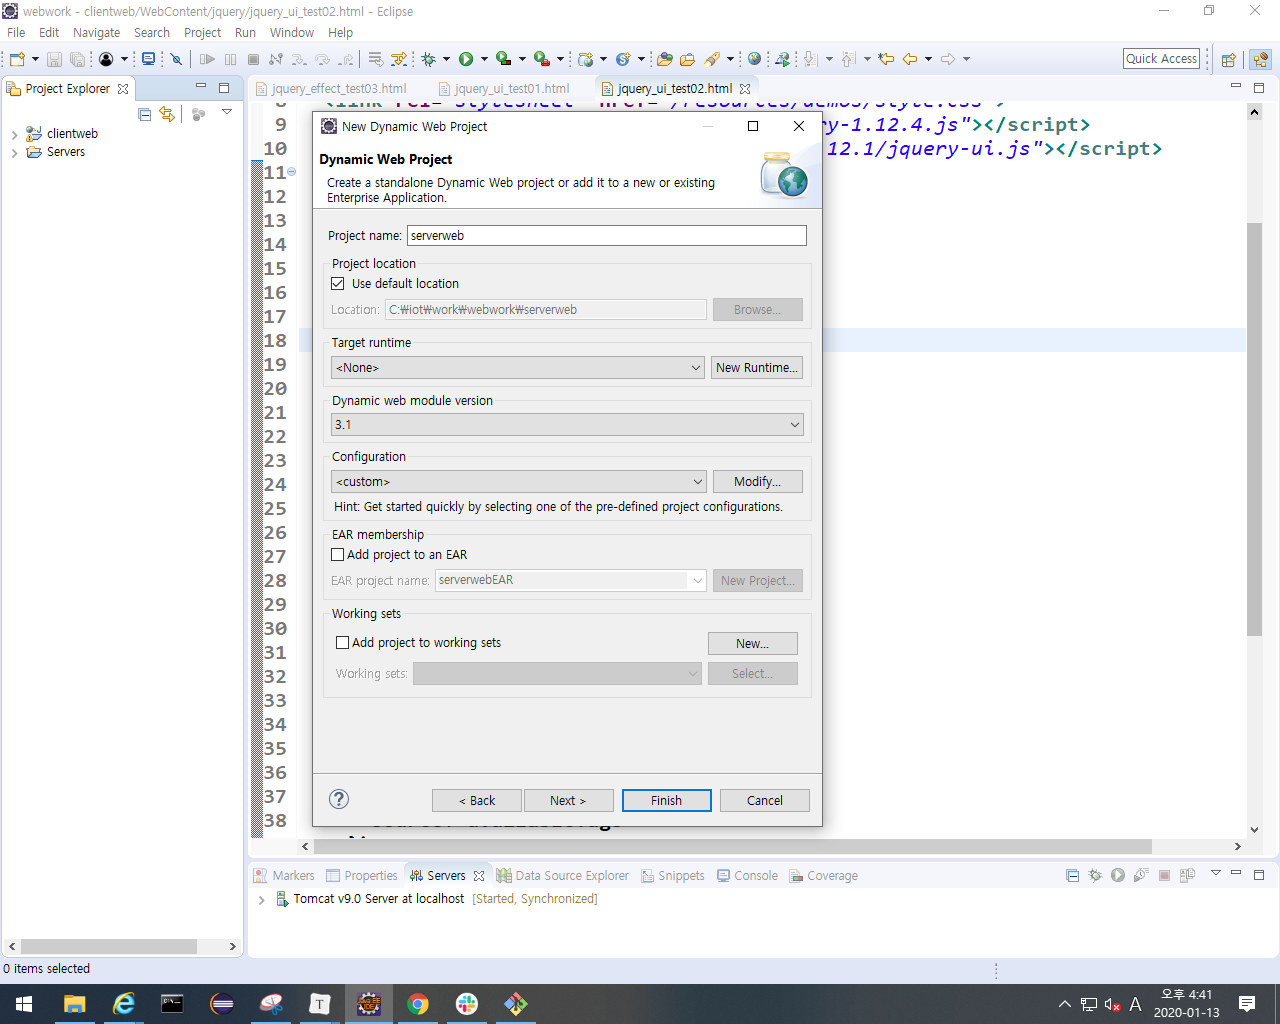 webwork - clientweb/WebContent/jquery/jquery_ui_test02.html - Eclipse
File Edit Navigate Search Project Run Window Help
Quick Access
Project Explorer
clientweb
Servers
jquery_effect_test03.html
jquery_ui_test01.html
jquery_ui_test02.html
9
ry-1.12.4.js"></script>
10
12.1/jquery-ui.js"></script>
11
12
13
14
15
16
17
18
19
20
21
22
23
24
25
26
27
28
29
30
31
32
33
34
35
36
37
38
New Dynamic Web Project
Dynamic Web Project
Create a standalone Dynamic Web project or add it to a new or existing
Enterprise Application.
Project name: serverweb
Project location
Use default location
Location: C:₩iot₩work₩webwork₩serverweb Browse...
Target runtime
<None> New Runtime...
Dynamic web module version
3.1
Configuration
<custom> Modify...
Hint: Get started quickly by selecting one of the pre-defined project configurations.
EAR membership
Add project to an EAR
EAR project name: serverwebEAR New Project...
Working sets
Add project to working sets New...
Working sets: Select...
? < Back Next > Finish Cancel
Markers Properties Servers Data Source Explorer Snippets Console Coverage
Tomcat v9.0 Server at localhost [Started, Synchronized]
0 items selected
A 오후 4:41
2020-01-13